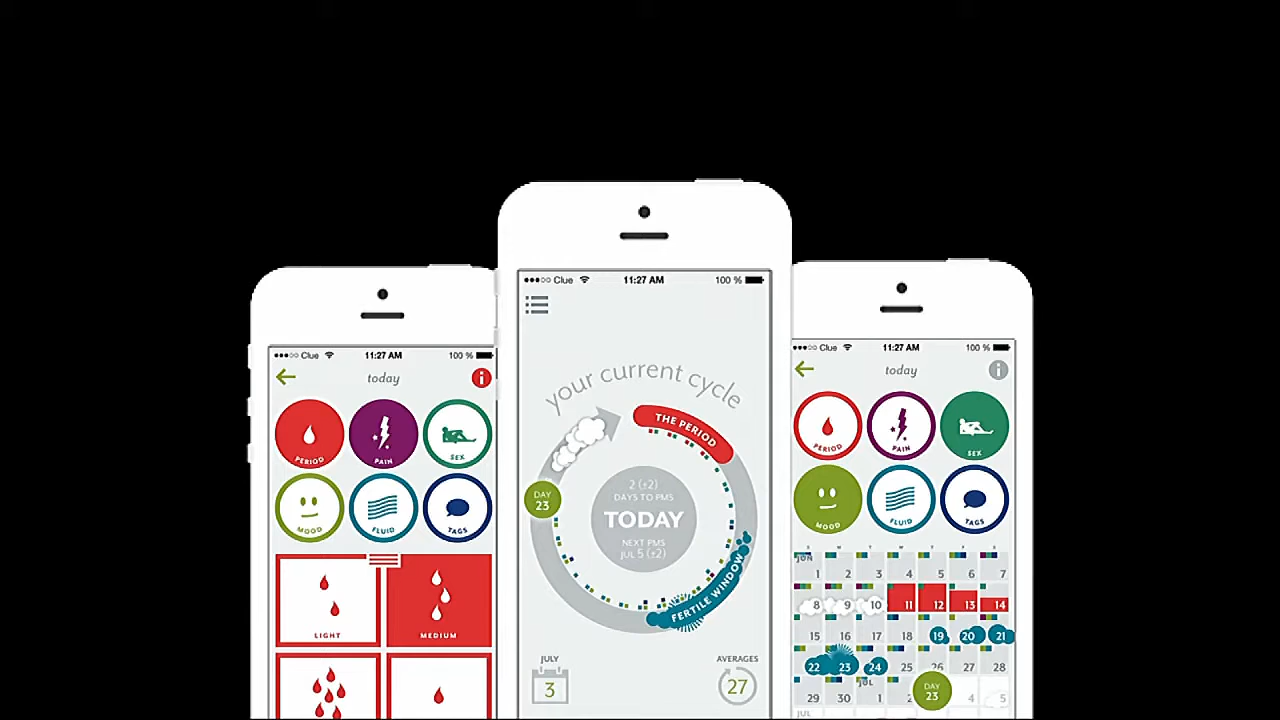 Clue 11:27 AM 100 %
today
i
PERIOD PAIN SEX
MOOD FLUID TAGS
LIGHT MEDIUM
Clue 11:27 AM 100 %
your current cycle
THE PERIOD
DAY
23
2 (±2)
DAYS TO PMS
TODAY
NEXT PMS
JUL 5 (±2)
FERTILE WINDOW
JULY AVERAGES
3 27
Clue 11:27 AM 100 %
today
i
PERIOD PAIN SEX
MOOD FLUID TAGS
JUN
1 2 3 4 5 6 7
8 9 10 11 12 13 14
15 16 17 18 19 20 21
22 23 24 25 26 27 28
JUL
29 30 1 2 4 5
DAY
23
JUL